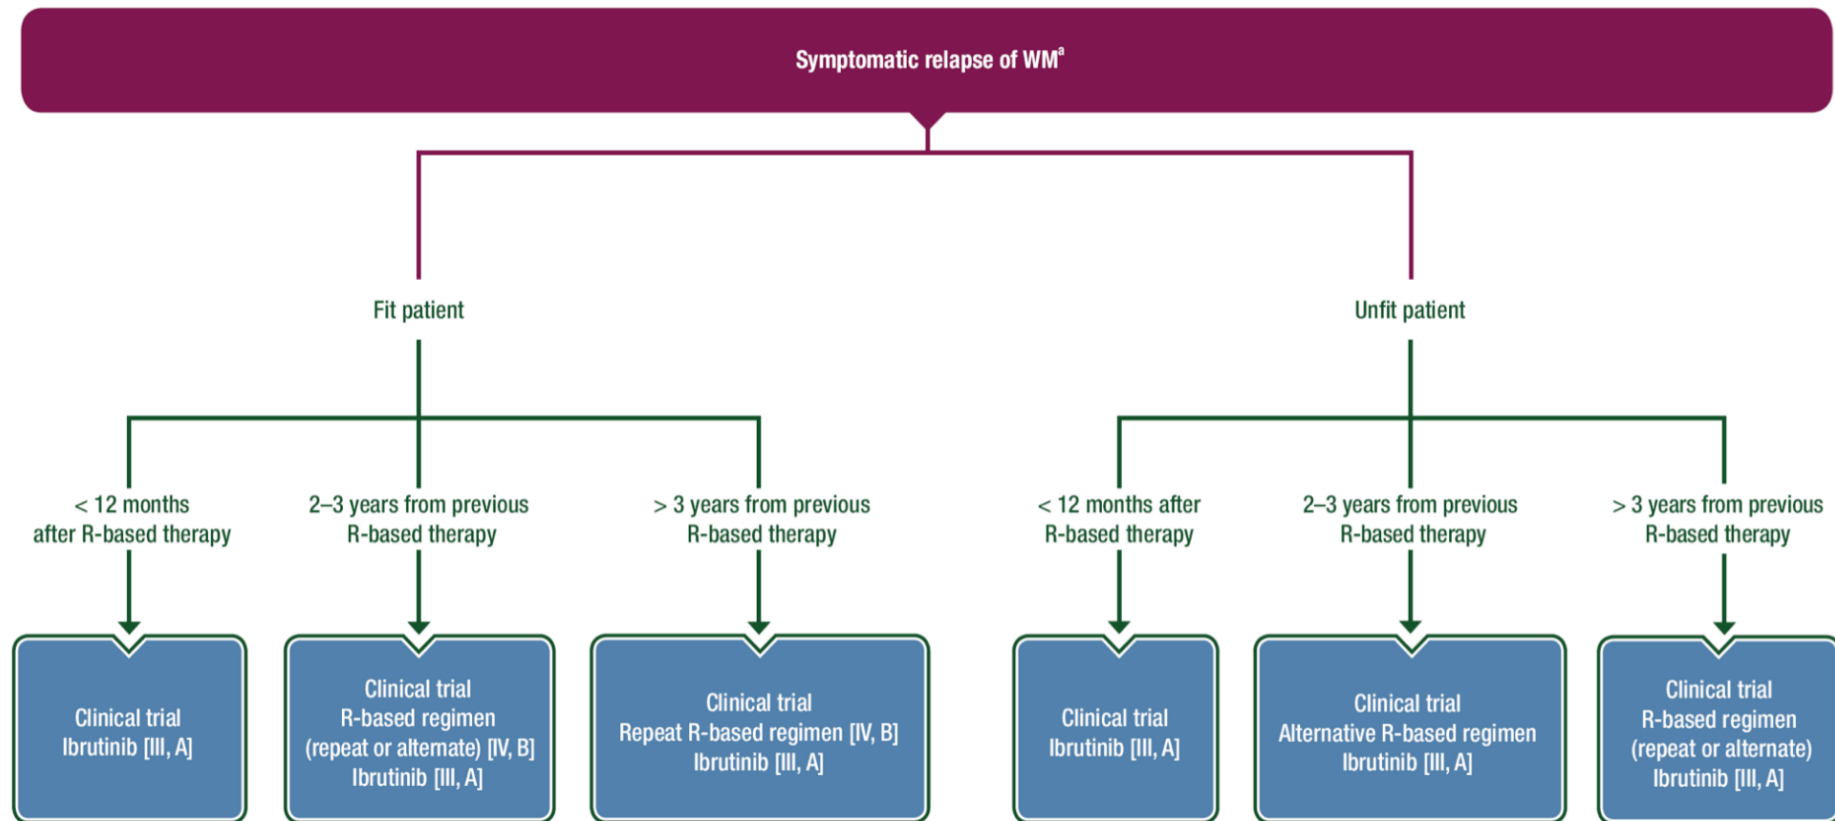 Symptomatic relapse of WMª
Fit patient
Unfit patient
< 12 months
after R-based therapy
2–3 years from previous
R-based therapy
> 3 years from previous
R-based therapy
< 12 months after
R-based therapy
2–3 years from previous
R-based therapy
> 3 years from previous
R-based therapy
Clinical trial
Ibrutinib [III, A]
Clinical trial
R-based regimen
(repeat or alternate) [IV, B]
Ibrutinib [III, A]
Clinical trial
Repeat R-based regimen [IV, B]
Ibrutinib [III, A]
Clinical trial
Ibrutinib [III, A]
Clinical trial
Alternative R-based regimen
Ibrutinib [III, A]
Clinical trial
R-based regimen
(repeat or alternate)
Ibrutinib [III, A]